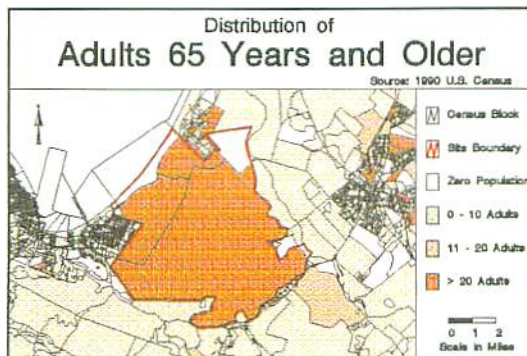 Distribution of
Adults 65 Years and Older
Source: 1990 U.S. Census
Census Block
Site Boundary
Zero Population
0 - 10 Adults
11 - 20 Adults
> 20 Adults
0 1 2
Scale in Miles